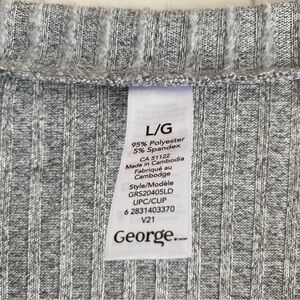 L/G
95% Polyester
5% Spandex
CA 51122
Made in Cambodia
Fabriqué au
Cambodge
Style/Modèle
GRS20405LD
UPC/CUP
6 2831403370
V21
George.